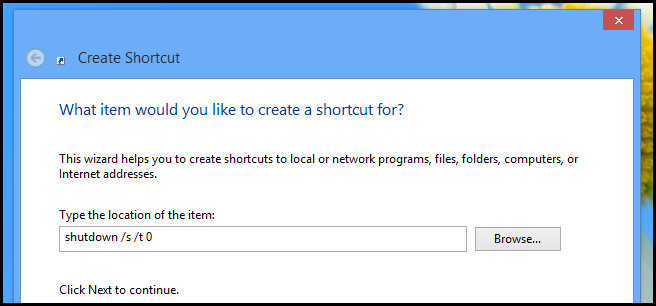 Create Shortcut
What item would you like to create a shortcut for?
This wizard helps you to create shortcuts to local or network programs, files, folders, computers, or
Internet addresses.
Type the location of the item:
shutdown /s /t 0
Browse...
Click Next to continue.